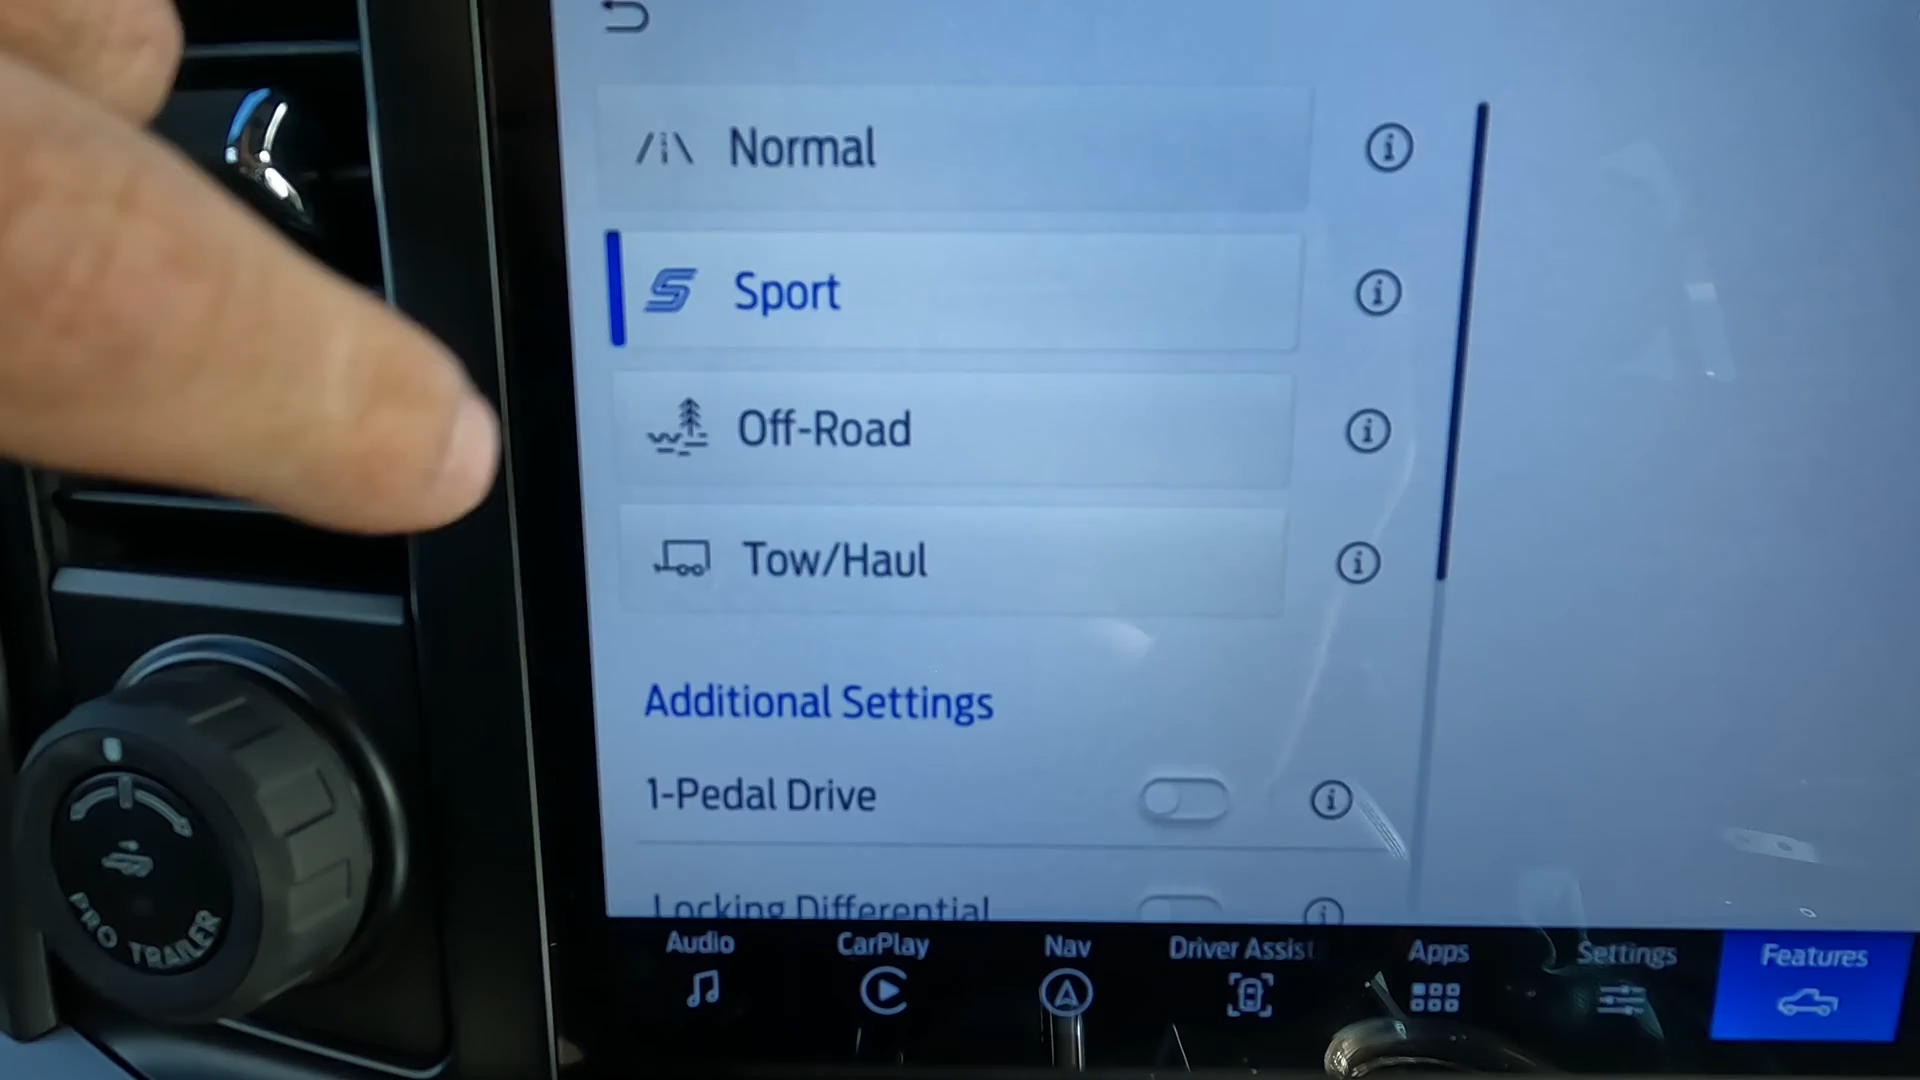 Normal
Sport
Off-Road
Tow/Haul
Additional Settings
1-Pedal Drive
Locking Differential
Audio
CarPlay
Nav
Driver Assist
Apps
Settings
Features
PRO TRAILER